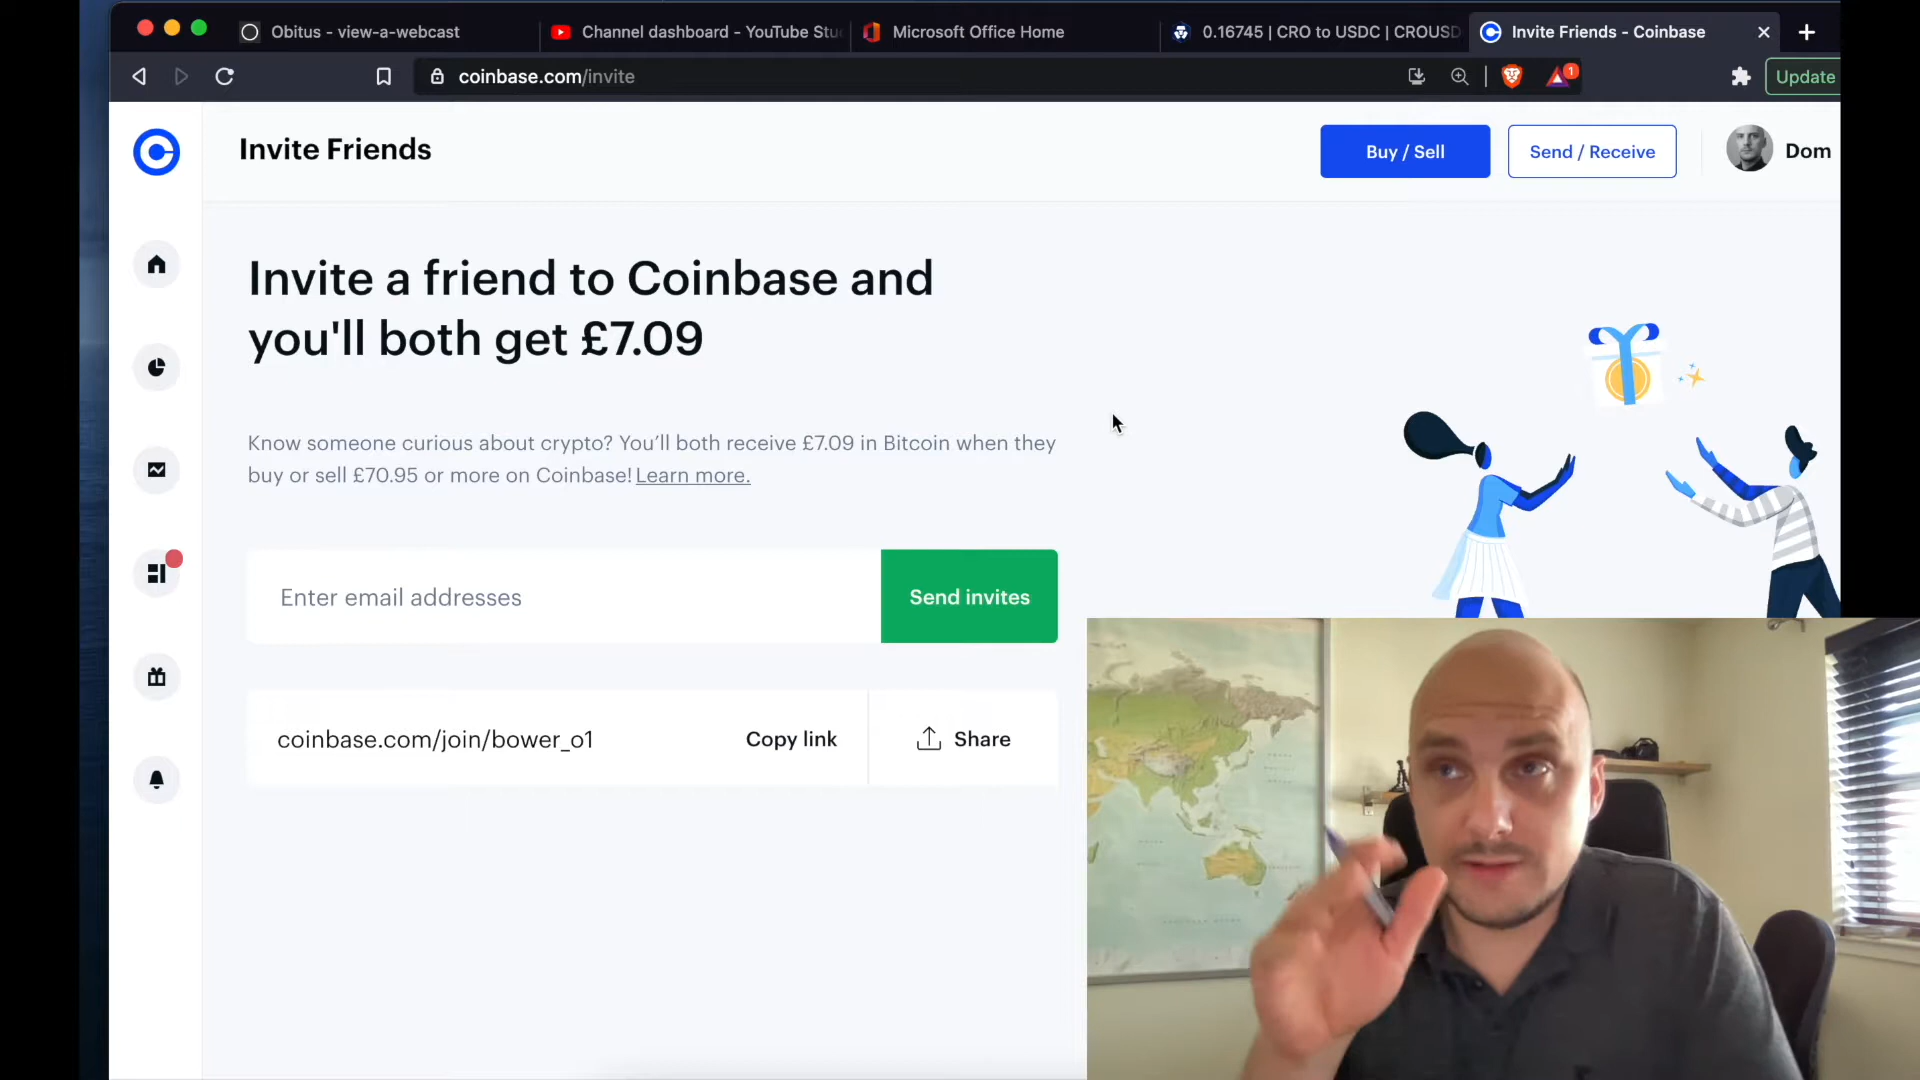 Obitus - view-a-webcast
Channel dashboard - YouTube Stu
Microsoft Office Home
0.16745 | CRO to USDC | CROUSD
Invite Friends - Coinbase
coinbase.com/invite
1
Update
Invite Friends
Buy / Sell
Send / Receive
Dom
Invite a friend to Coinbase and
you'll both get £7.09
Know someone curious about crypto? You’ll both receive £7.09 in Bitcoin when they
buy or sell £70.95 or more on Coinbase! Learn more.
Enter email addresses
Send invites
coinbase.com/join/bower_o1
Copy link
Share